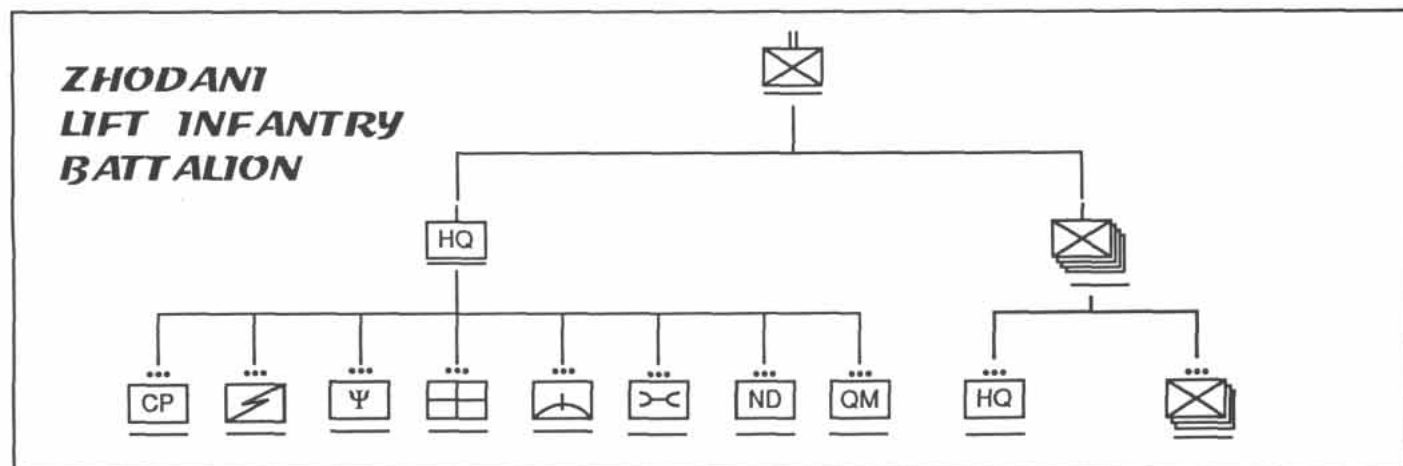 ZHODANI
LIFT INFANTRY
BATTALION
HQ
CP
Ψ
ND
QM
HQ